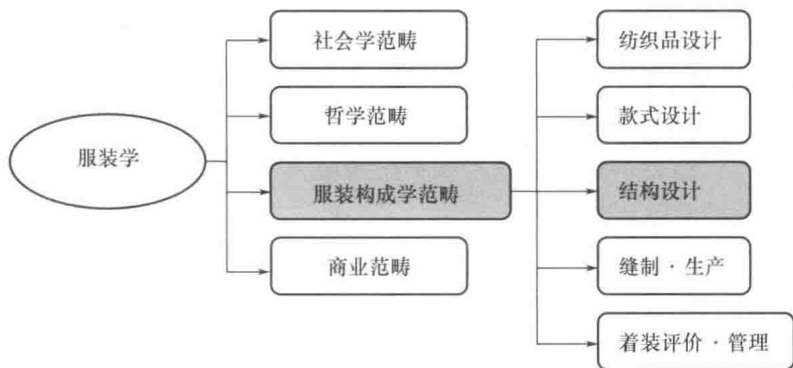 服装学
社会学范畴
哲学范畴
服装构成学范畴
商业范畴
纺织品设计
款式设计
结构设计
缝制·生产
着装评价·管理